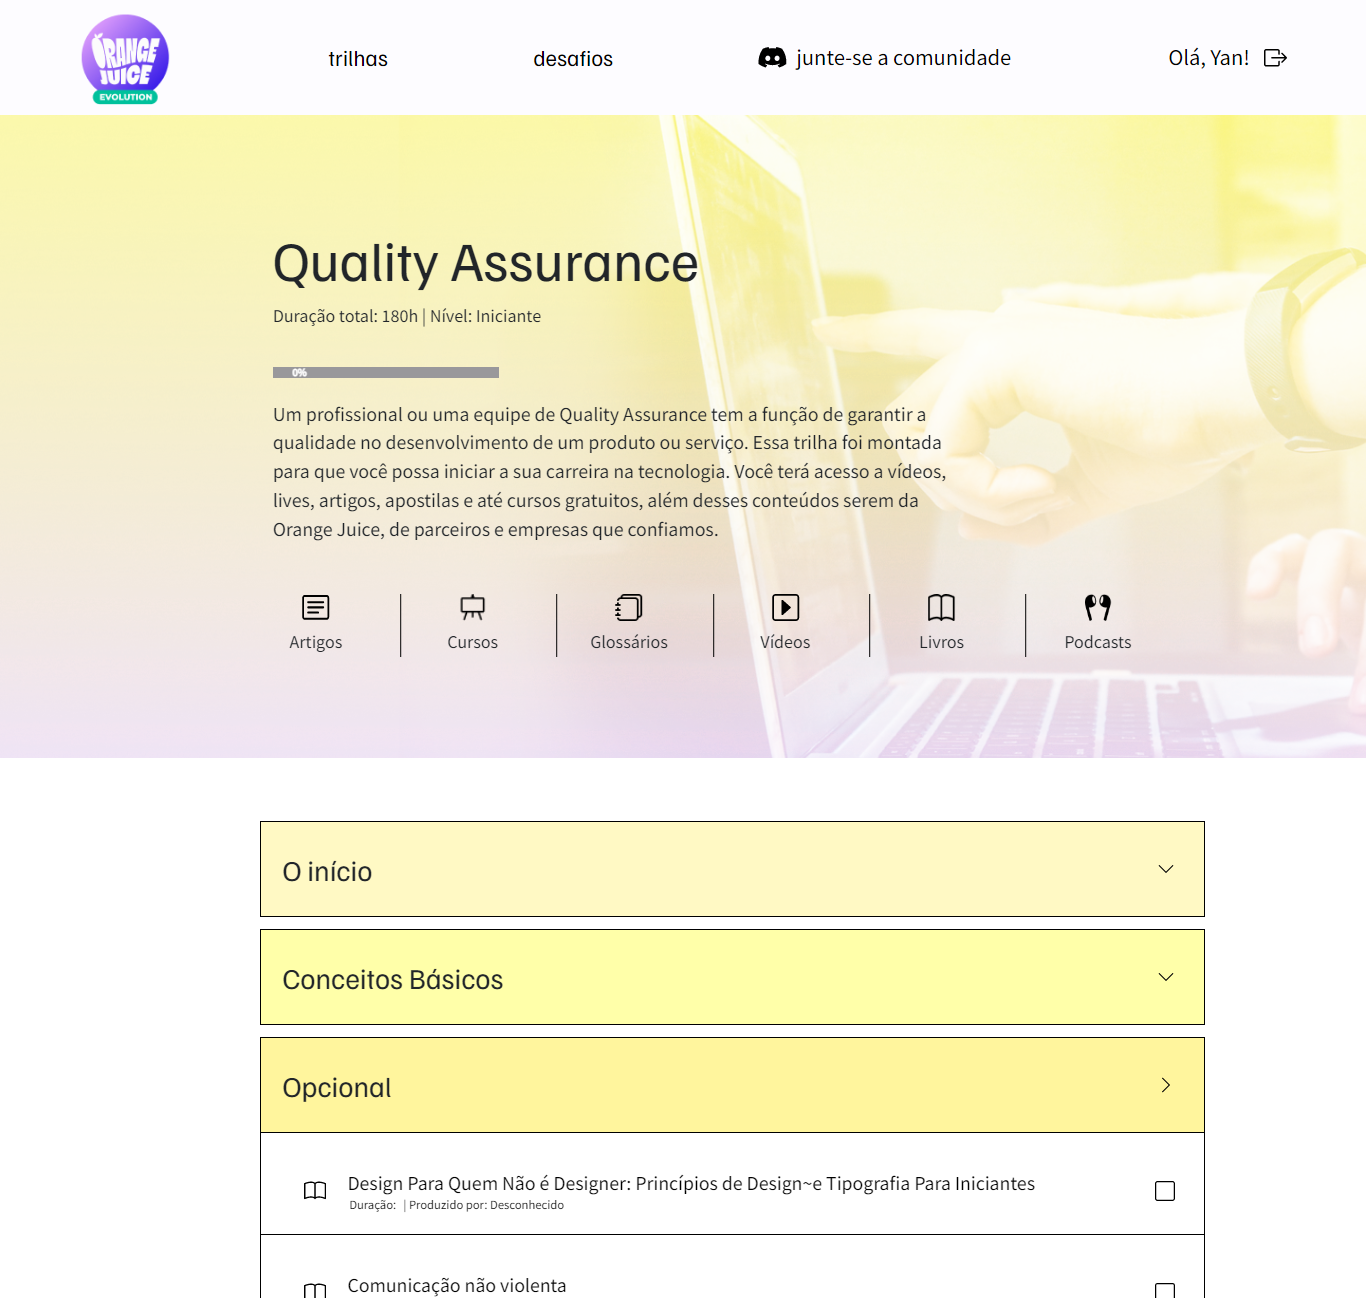 ORANGE
JUICE
EVOLUTION
trilhas
desafios
junte-se a comunidade
Olá, Yan!
Quality Assurance
Duração total: 180h | Nível: Iniciante
0%
Um profissional ou uma equipe de Quality Assurance tem a função de garantir a
qualidade no desenvolvimento de um produto ou serviço. Essa trilha foi montada
para que você possa iniciar a sua carreira na tecnologia. Você terá acesso a vídeos,
lives, artigos, apostilas e até cursos gratuitos, além desses conteúdos serem da
Orange Juice, de parceiros e empresas que confiamos.
Artigos
Cursos
Glossários
Vídeos
Livros
Podcasts
O início
Conceitos Básicos
Opcional
Design Para Quem Não é Designer: Princípios de Design~e Tipografia Para Iniciantes
Duração: | Produzido por: Desconhecido
Comunicação não violenta